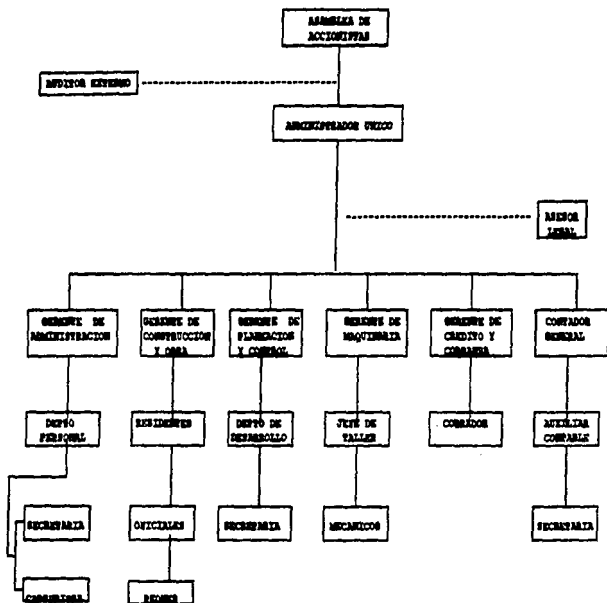 ASAMBLEA DE
ACCIONISTAS
AUDITOR EXTERNO
ADMINISTRADOR UNICO
ASESOR
LEGAL
GERENTE DE
ADMINISTRACION
GERENTE DE
CONSTRUCCIÓN
Y OBRA
GERENTE DE
PLANEACION
Y CONTROL
GERENTE DE
MAQUINARIA
GERENTE DE
CREDITO Y
COBRANZA
CONTADOR
GENERAL
DEPTO
PERSONAL
RESIDENTES
DEPTO DE
DESARROLLO
JEFE DE
TALLER
COBRADOR
AUXILIAR
CONTABLE
SECRETARIA
OFICIALES
SECRETARIA
MECANICOS
SECRETARIA
PEONES